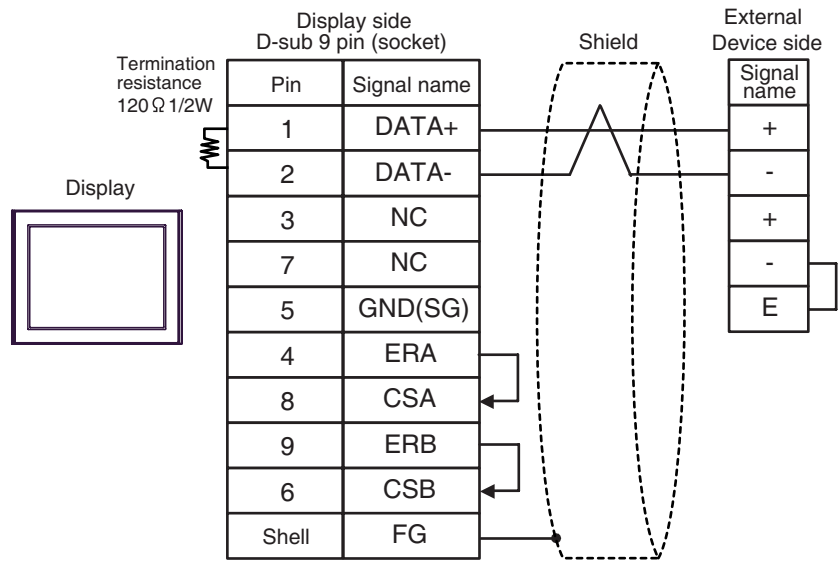 Display side
D-sub 9 pin (socket)
Shield
External
Device side
Termination
resistance
120Ω 1/2W
Display
Pin Signal name
1 DATA+
2 DATA-
3 NC
7 NC
5 GND(SG)
4 ERA
8 CSA
9 ERB
6 CSB
Shell FG
Signal
name
+
-
+
-
E